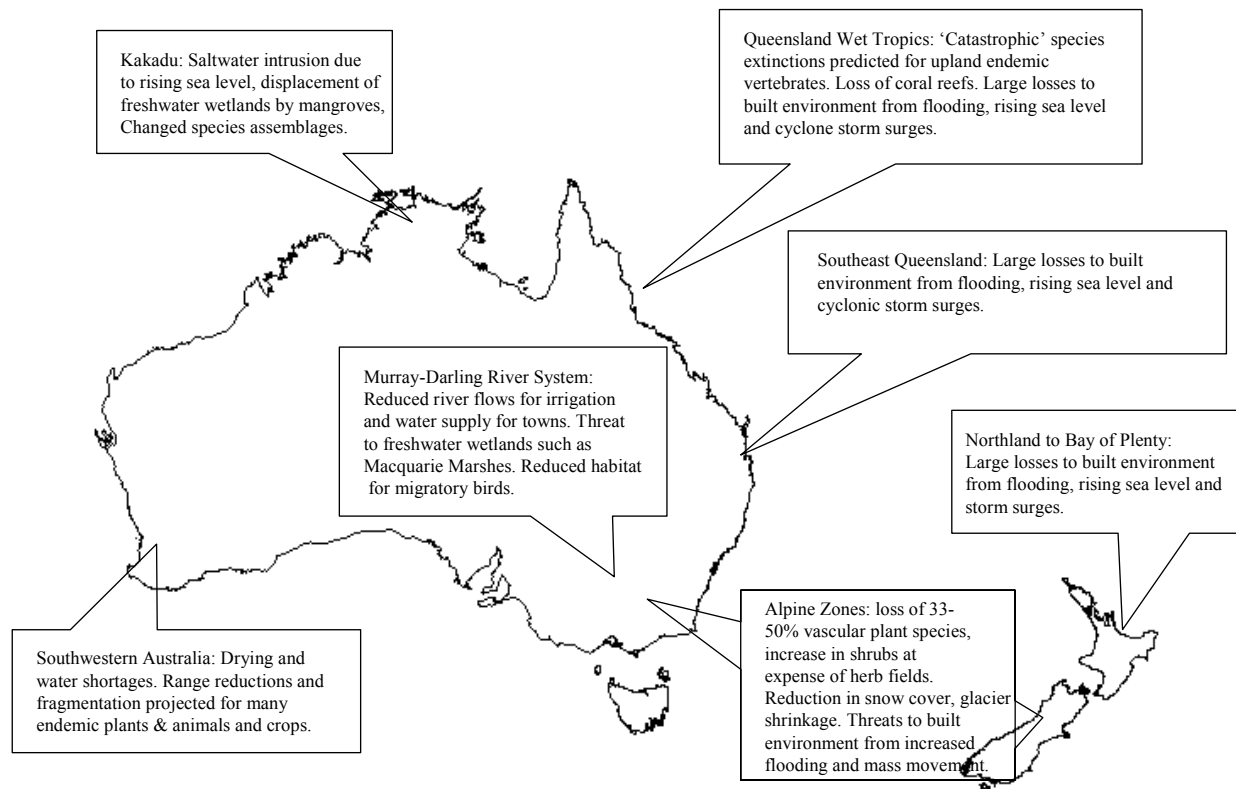 Kakadu: Saltwater intrusion due
to rising sea level, displacement of
freshwater wetlands by mangroves,
Changed species assemblages.
Queensland Wet Tropics: ‘Catastrophic’ species
extinctions predicted for upland endemic
vertebrates. Loss of coral reefs. Large losses to
built environment from flooding, rising sea level
and cyclone storm surges.
Southeast Queensland: Large losses to built
environment from flooding, rising sea level and
cyclonic storm surges.
Murray-Darling River System:
Reduced river flows for irrigation
and water supply for towns. Threat
to freshwater wetlands such as
Macquarie Marshes. Reduced habitat
for migratory birds.
Northland to Bay of Plenty:
Large losses to built environment
from flooding, rising sea level and
storm surges.
Southwestern Australia: Drying and
water shortages. Range reductions and
fragmentation projected for many
endemic plants & animals and crops.
Alpine Zones: loss of 33-
50% vascular plant species,
increase in shrubs at
expense of herb fields.
Reduction in snow cover, glacier
shrinkage. Threats to built
environment from increased
flooding and mass movement.